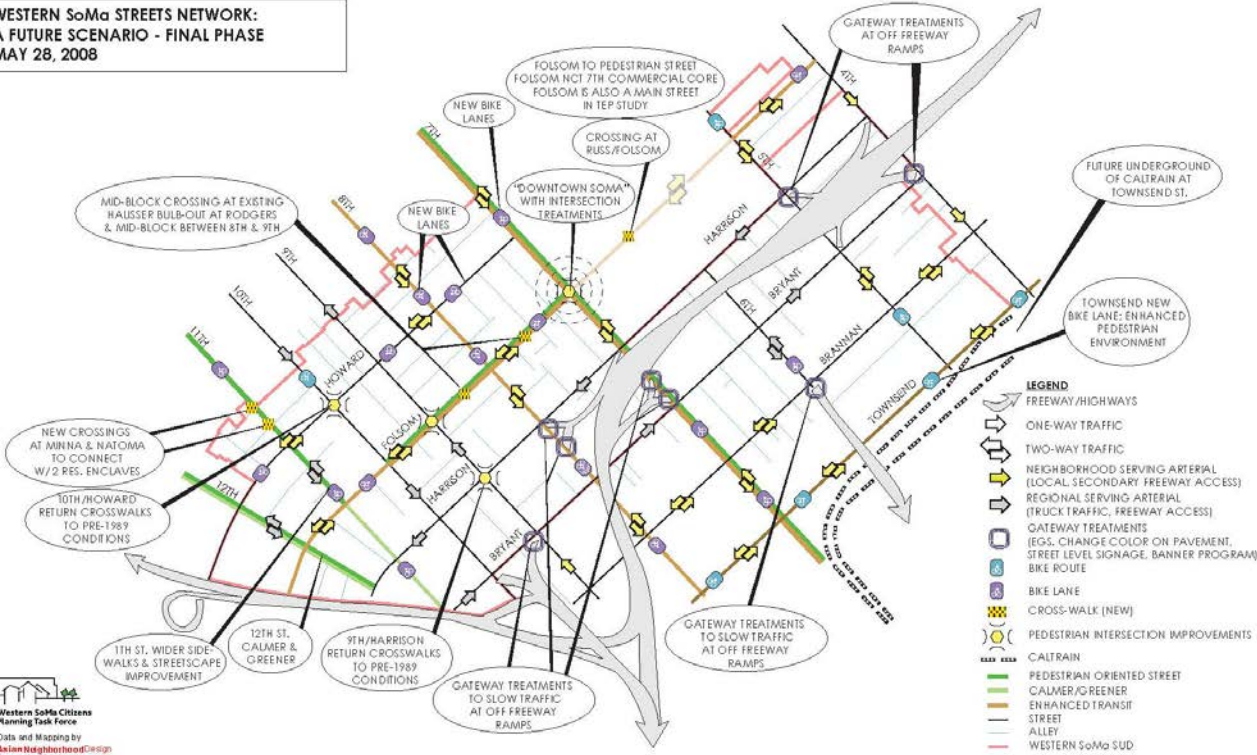 WESTERN SoMa STREETS NETWORK:
A FUTURE SCENARIO - FINAL PHASE
MAY 28, 2008
GATEWAY TREATMENTS
AT OFF FREEWAY
RAMPS
FOLSOM TO PEDESTRIAN STREET
FOLSOM NCT 7TH COMMERCIAL CORE
FOLSOM IS ALSO A MAIN STREET
IN TEP STUDY
NEW BIKE
LANES
CROSSING AT
RUSS/FOLSOM
FUTURE UNDERGROUND
OF CALTRAIN AT
TOWNSEND ST.
MID-BLOCK CROSSING AT EXISTING
HAUSSER BULB-OUT AT RODGERS
& MID-BLOCK BETWEEN 8TH & 9TH
NEW BIKE
LANES
"DOWNTOWN SOMA"
WITH INTERSECTION
TREATMENTS
TOWNSEND NEW
BIKE LANE; ENHANCED
PEDESTRIAN
ENVIRONMENT
4TH
5TH
6TH
7TH
8TH
9TH
10TH
11TH
12TH
HOWARD
FOLSOM
HARRISON
BRYANT
HARRISON
BRYANT
BRANNAN
TOWNSEND
NEW CROSSINGS
AT MINNA & NATOMA
TO CONNECT
W/2 RES. ENCLAVES
10TH/HOWARD
RETURN CROSSWALKS
TO PRE-1989
CONDITIONS
1TH ST. WIDER SIDE-
WALKS & STREETSCAPE
IMPROVEMENT
12TH ST.
CALMER &
GREENER
9TH/HARRISON
RETURN CROSSWALKS
TO PRE-1989
CONDITIONS
GATEWAY TREATMENTS
TO SLOW TRAFFIC
AT OFF FREEWAY
RAMPS
GATEWAY TREATMENTS
TO SLOW TRAFFIC
AT OFF FREEWAY
RAMPS
LEGEND
FREEWAY/HIGHWAYS
ONE-WAY TRAFFIC
TWO-WAY TRAFFIC
NEIGHBORHOOD SERVING ARTERIAL
(LOCAL, SECONDARY FREEWAY ACCESS)
REGIONAL SERVING ARTERIAL
(TRUCK TRAFFIC, FREEWAY ACCESS)
GATEWAY TREATMENTS
(EGS. CHANGE COLOR ON PAVEMENT,
STREET LEVEL SIGNAGE, BANNER PROGRAM)
BIKE ROUTE
BIKE LANE
CROSS-WALK (NEW)
PEDESTRIAN INTERSECTION IMPROVEMENTS
CALTRAIN
PEDESTRIAN ORIENTED STREET
CALMER/GREENER
ENHANCED TRANSIT
STREET
ALLEY
WESTERN SoMa SUD
Western SoMa Citizens
Planning Task Force
Data and Mapping by
AsianNeighborhoodDesign